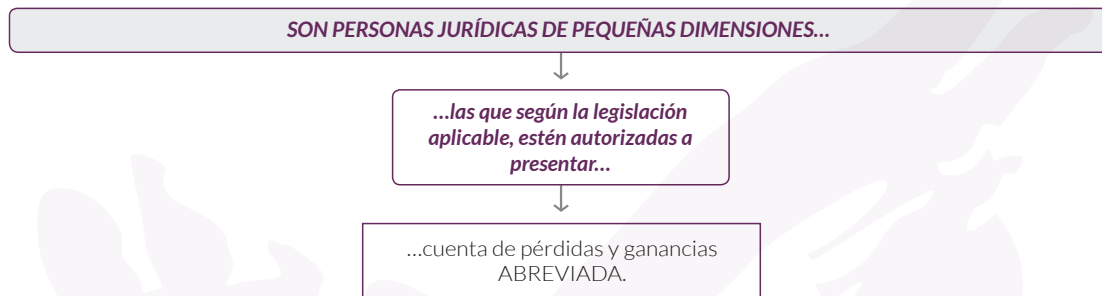 SON PERSONAS JURÍDICAS DE PEQUEÑAS DIMENSIONES...
...las que según la legislación
aplicable, estén autorizadas a
presentar...
...cuenta de pérdidas y ganancias
ABREVIADA.